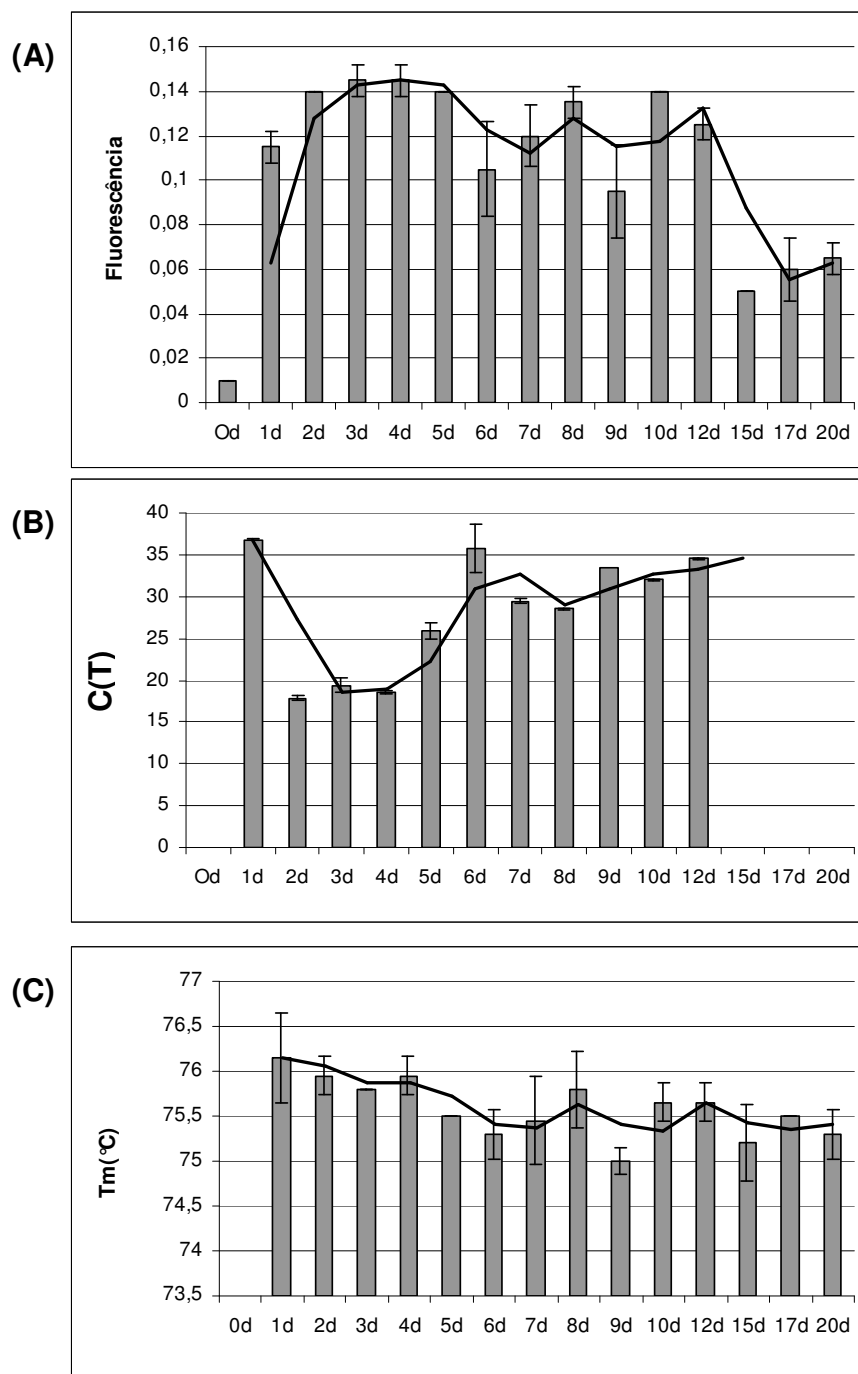 (A)
Fluorescência
0,16
0,14
0,12
0,1
0,08
0,06
0,04
0,02
0
Od 1d 2d 3d 4d 5d 6d 7d 8d 9d 10d 12d 15d 17d 20d
(B)
C(T)
40
35
30
25
20
15
10
5
0
Od 1d 2d 3d 4d 5d 6d 7d 8d 9d 10d 12d 15d 17d 20d
(C)
Tm(°C)
77
76,5
76
75,5
75
74,5
74
73,5
0d 1d 2d 3d 4d 5d 6d 7d 8d 9d 10d 12d 15d 17d 20d